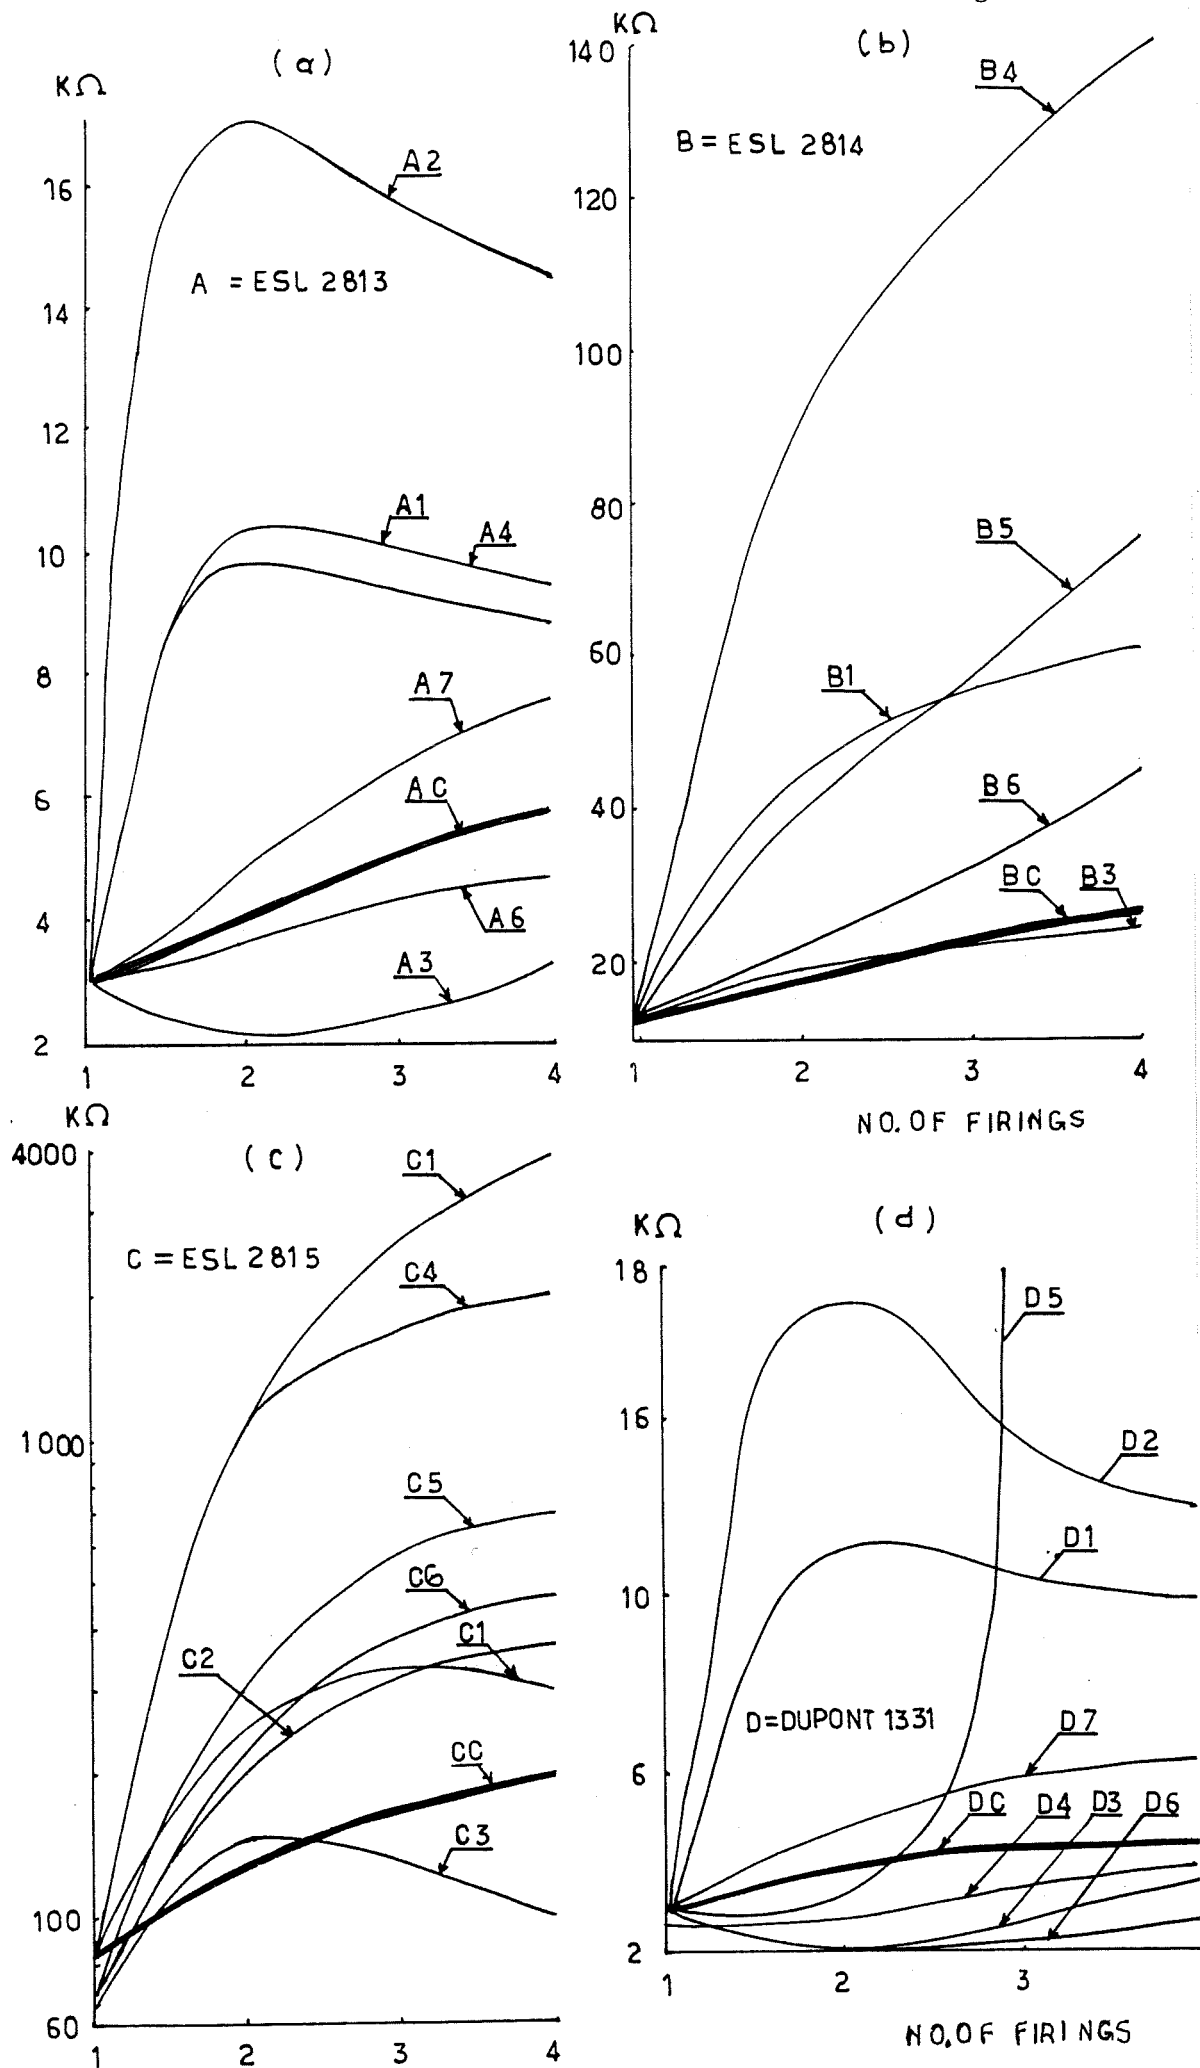 (a)
KΩ
16
14
12
10
8
6
4
2
1 2 3 4
A2
A = ESL 2813
A1
A4
A7
AC
A6
A3
(b)
KΩ
140
120
100
80
60
40
20
1 2 3 4
B4
B = ESL 2814
B5
B1
B6
BC
B3
NO. OF FIRINGS
(c)
KΩ
4000
1000
100
60
1 2 3 4
C1
C = ESL 2815
C4
C5
C6
C1
C2
CC
C3
(d)
KΩ
18
16
10
6
2
1 2 3
D5
D2
D1
D = DUPONT 1331
D7
DC D4 D3 D6
NO. OF FIRINGS